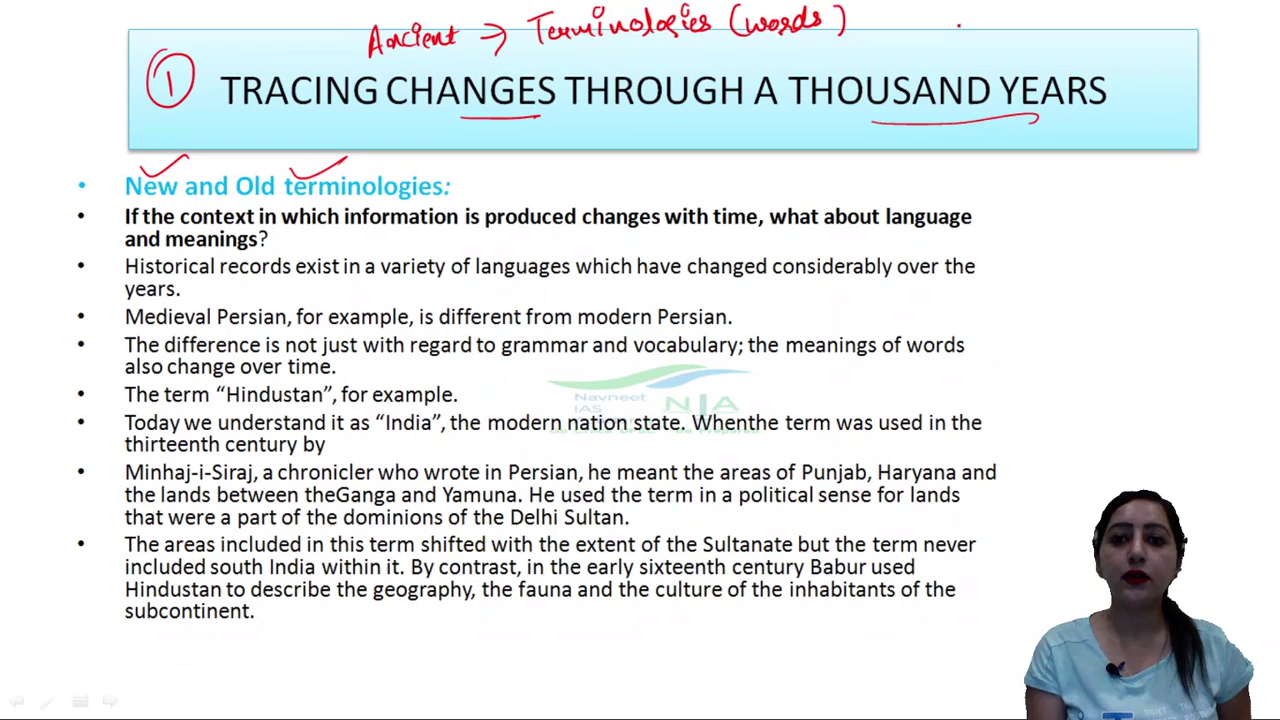 Ancient → Terminologies (words)
1 TRACING CHANGES THROUGH A THOUSAND YEARS
• New and Old terminologies:
• If the context in which information is produced changes with time, what about language
and meanings?
• Historical records exist in a variety of languages which have changed considerably over the
years.
• Medieval Persian, for example, is different from modern Persian.
• The difference is not just with regard to grammar and vocabulary; the meanings of words
also change over time.
• The term “Hindustan”, for example.
• Today we understand it as “India”, the modern nation state. Whenthe term was used in the
thirteenth century by
• Minhaj-i-Siraj, a chronicler who wrote in Persian, he meant the areas of Punjab, Haryana and
the lands between theGanga and Yamuna. He used the term in a political sense for lands
that were a part of the dominions of the Delhi Sultan.
• The areas included in this term shifted with the extent of the Sultanate but the term never
included south India within it. By contrast, in the early sixteenth century Babur used
Hindustan to describe the geography, the fauna and the culture of the inhabitants of the
subcontinent.
Navneet
IAS
NIA